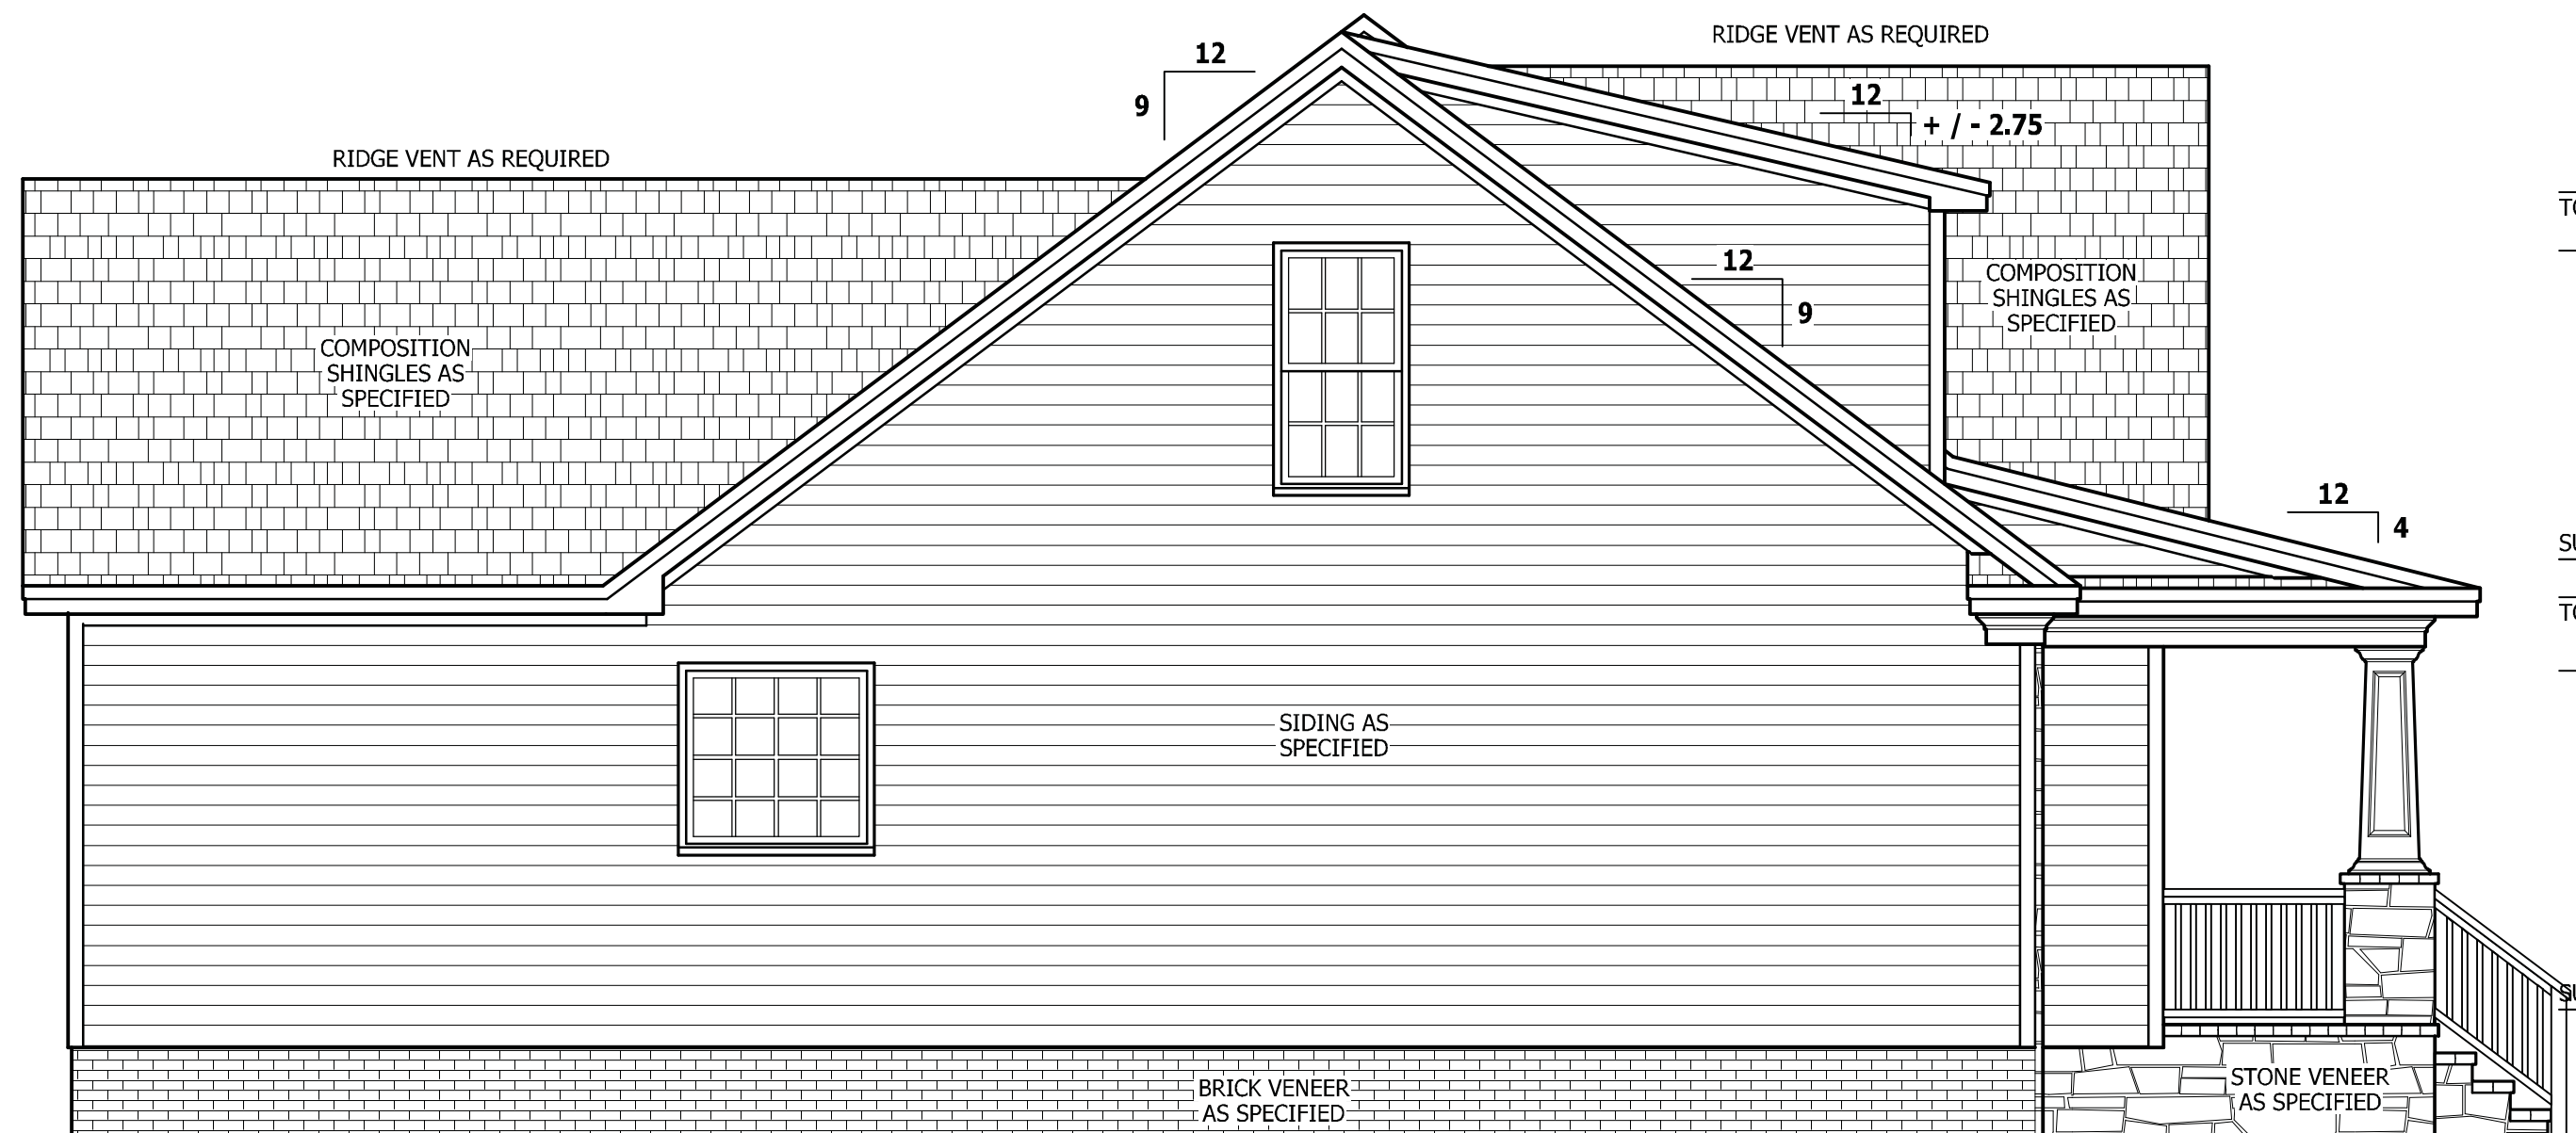 RIDGE VENT AS REQUIRED
12
9
12
+ / - 2.75
RIDGE VENT AS REQUIRED
12
9
COMPOSITION
SHINGLES AS
SPECIFIED
COMPOSITION
SHINGLES AS
SPECIFIED
12
4
SIDING AS
SPECIFIED
BRICK VENEER
AS SPECIFIED
STONE VENEER
AS SPECIFIED